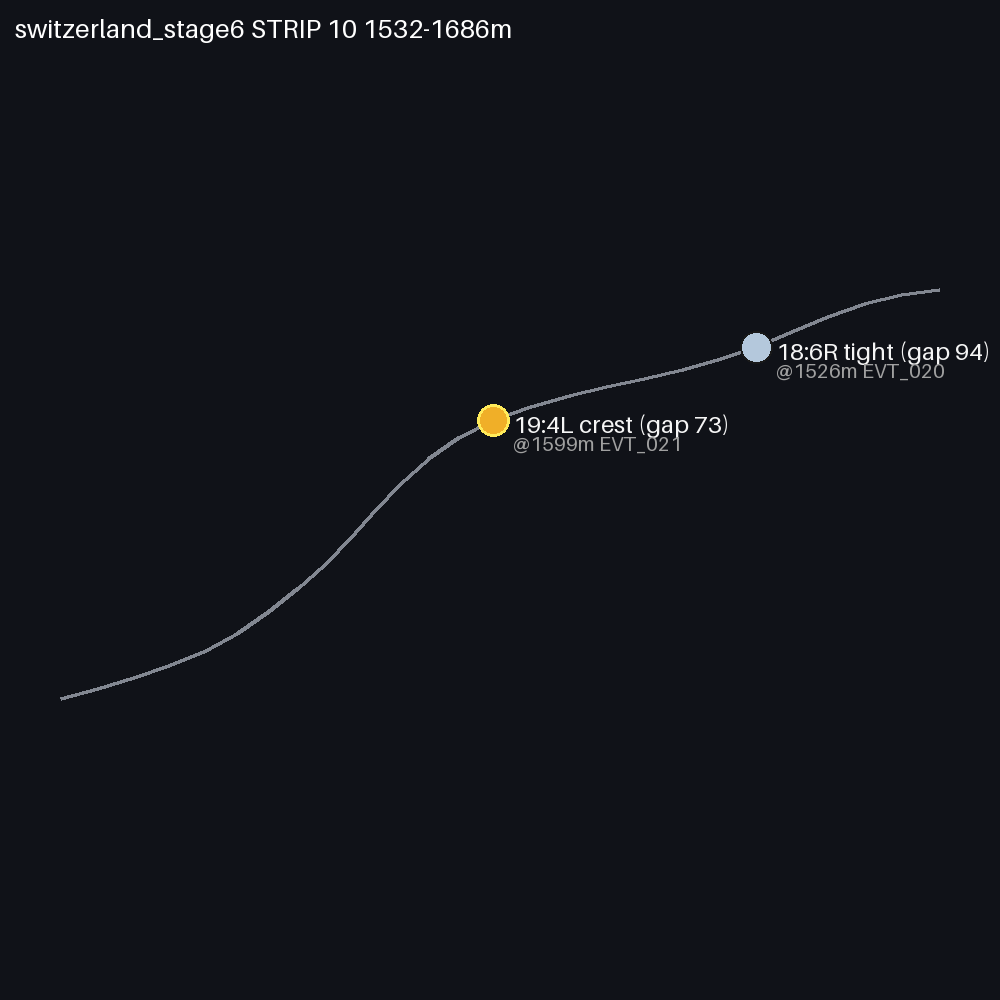 switzerland_stage6 STRIP 10 1532-1686m
18:6R tight (gap 94)
@1526m EVT_020
19:4L crest (gap 73)
@1599m EVT_021